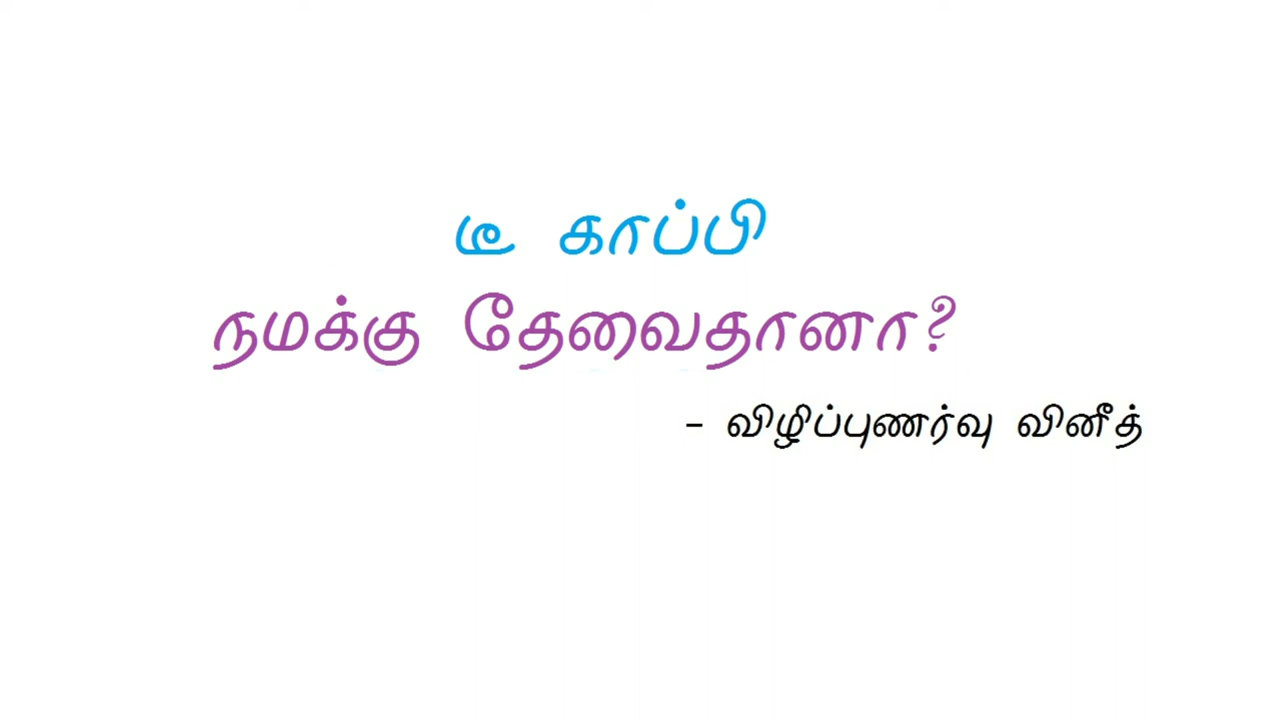 டீ காப்பி
நமக்கு தேவைதானா?
- விழிப்புணர்வு வினீத்